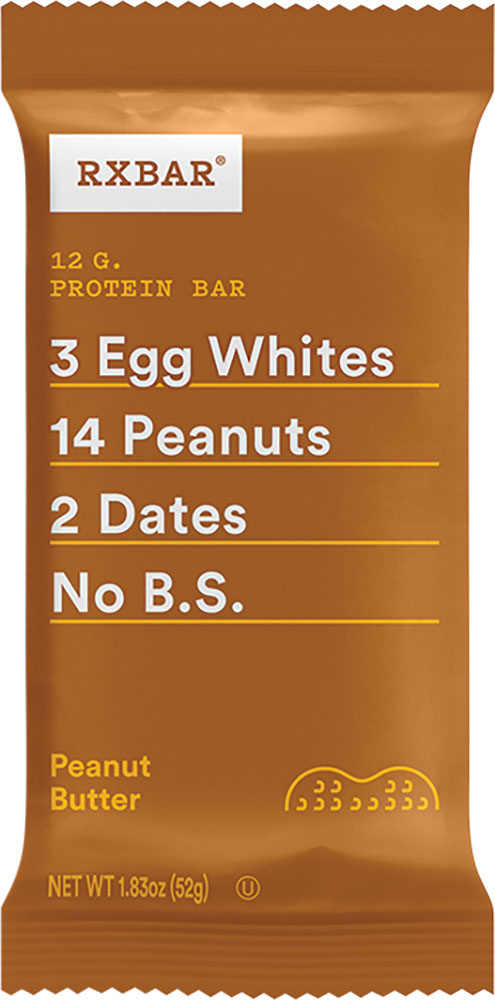 RXBAR®
12 G.
PROTEIN BAR
3 Egg Whites
14 Peanuts
2 Dates
No B.S.
Peanut
Butter
NET WT 1.83oz (52g) Ⓤ